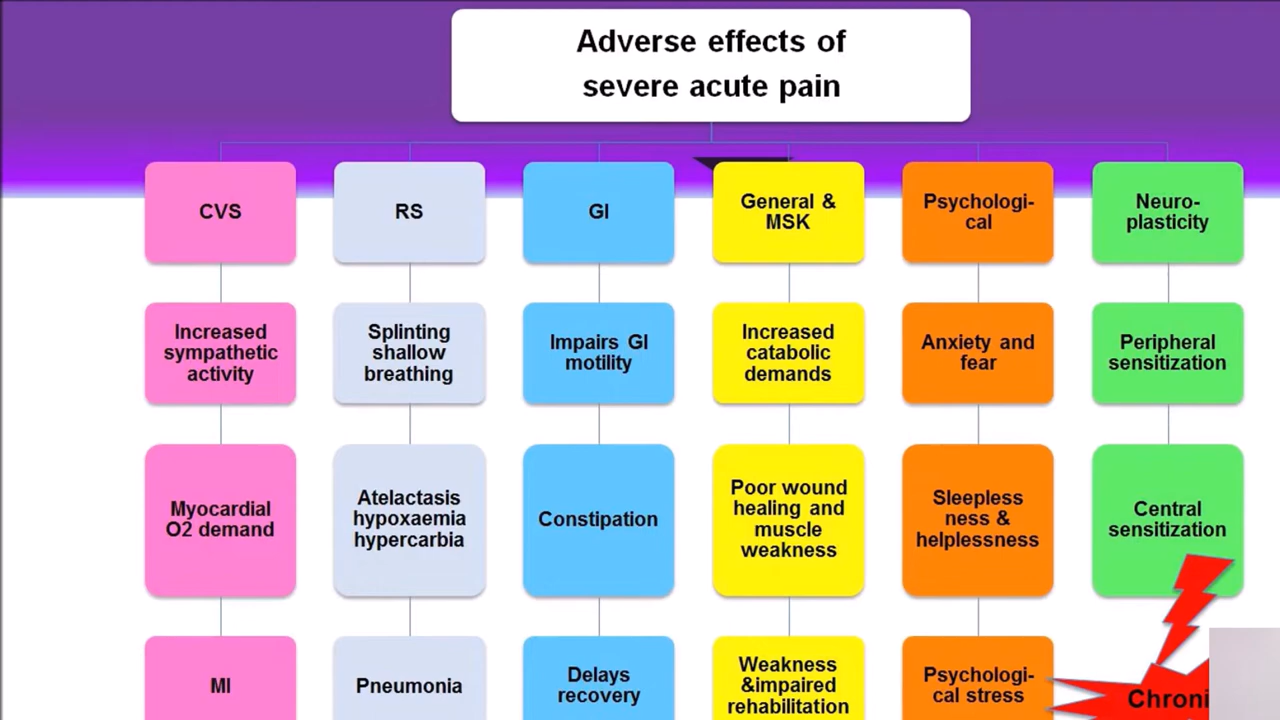 Adverse effects of
severe acute pain
CVS
RS
GI
General &
MSK
Psychologi-
cal
Neuro-
plasticity
Increased
sympathetic
activity
Splinting
shallow
breathing
Impairs GI
motility
Increased
catabolic
demands
Anxiety and
fear
Peripheral
sensitization
Myocardial
O2 demand
Atelactasis
hypoxaemia
hypercarbia
Constipation
Poor wound
healing and
muscle
weakness
Sleepless
ness &
helplessness
Central
sensitization
MI
Pneumonia
Delays
recovery
Weakness
&impaired
rehabilitation
Psychologi-
cal stress
Chroni